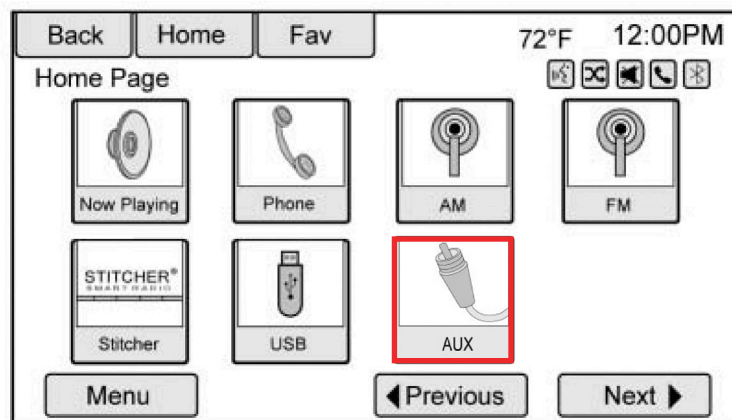 Back Home Fav 72°F 12:00PM
Home Page
Now Playing Phone AM FM
STITCHER®
SMART RADIO
Stitcher USB AUX
Menu Previous Next